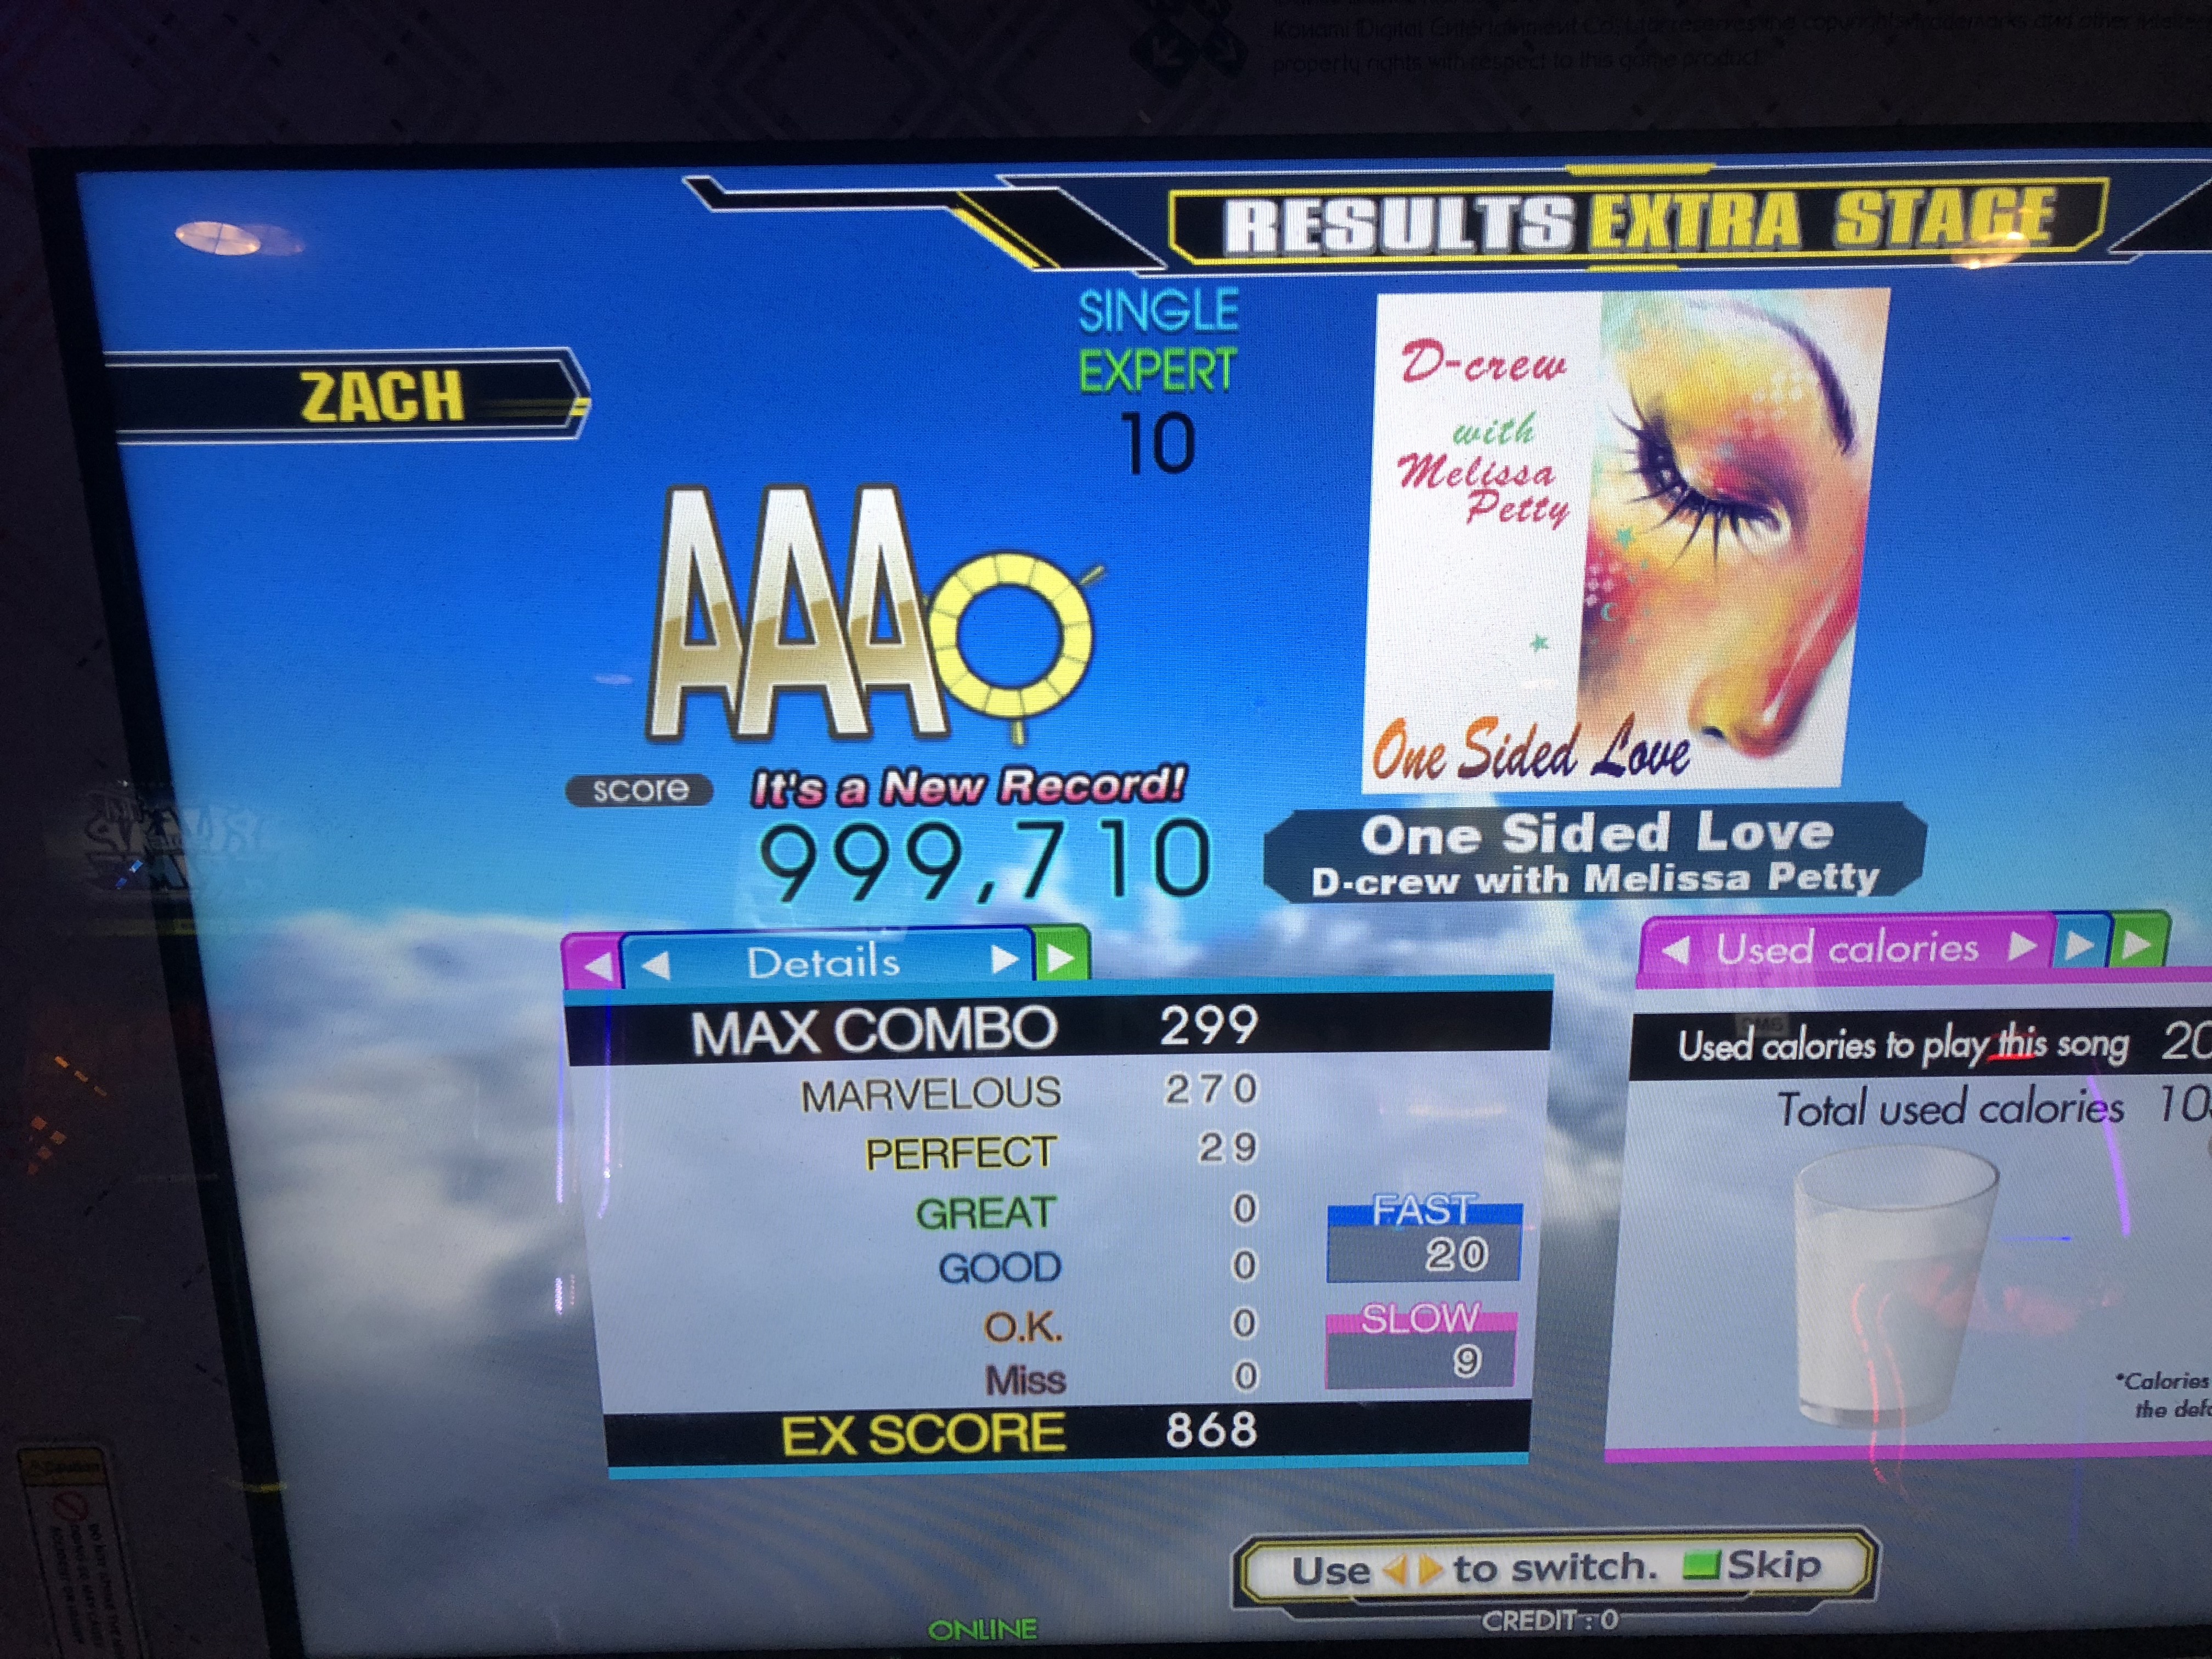 Konami Digital Entertainment Co., Ltd. reserves the copyrights, trademarks and other
property rights with respect to this game product.
RESULTS EXTRA STAGE
ZACH
SINGLE
EXPERT
10
AAA
D-crew
with
Melissa
Petty
One Sided Love
score
It's a New Record!
999,710
One Sided Love
D-crew with Melissa Petty
Details
MAX COMBO 299
MARVELOUS 270
PERFECT 29
GREAT 0
GOOD 0
O.K. 0
Miss 0
FAST
20
SLOW
9
EX SCORE 868
Used calories
Used calories to play this song 20
Total used calories 10
*Calories
the def
Use to switch. Skip
CREDIT : 0
ONLINE
Caution